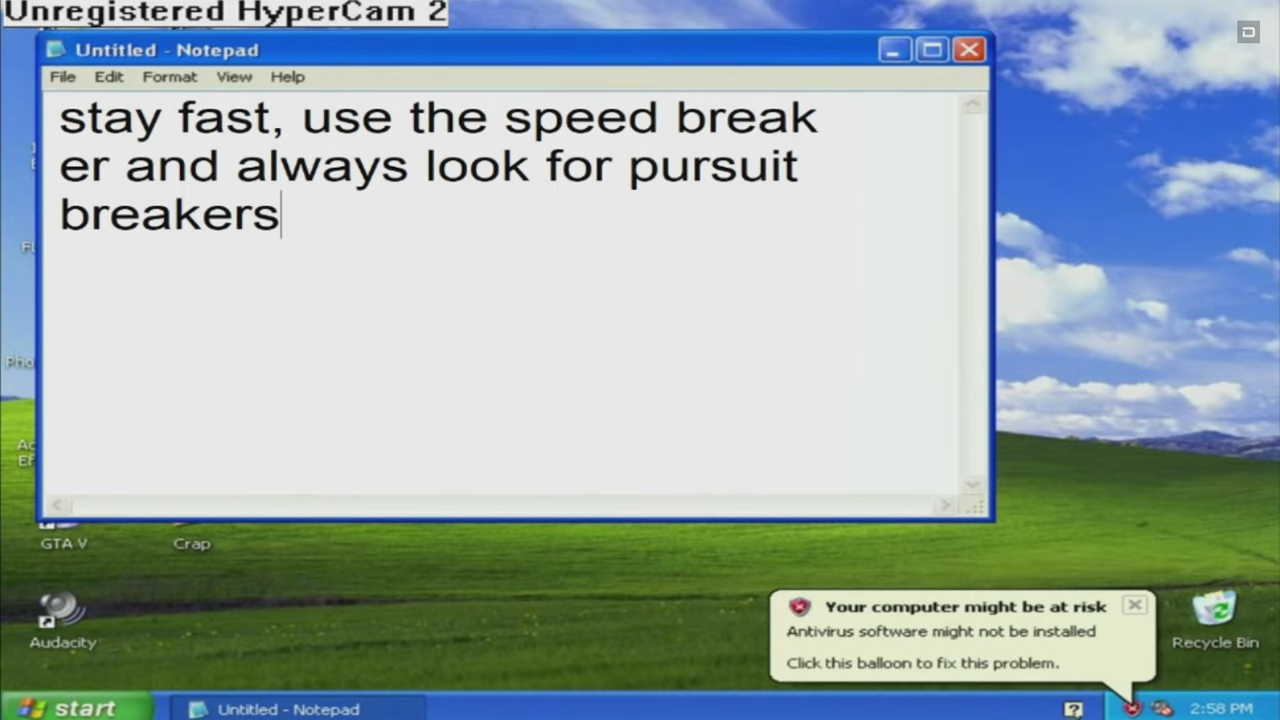 Unregistered HyperCam 2
Untitled - Notepad
File Edit Format View Help
stay fast, use the speed break
er and always look for pursuit
breakers
GTA V
Crap
Audacity
Your computer might be at risk
Antivirus software might not be installed
Click this balloon to fix this problem.
Recycle Bin
start
Untitled - Notepad
2:58 PM